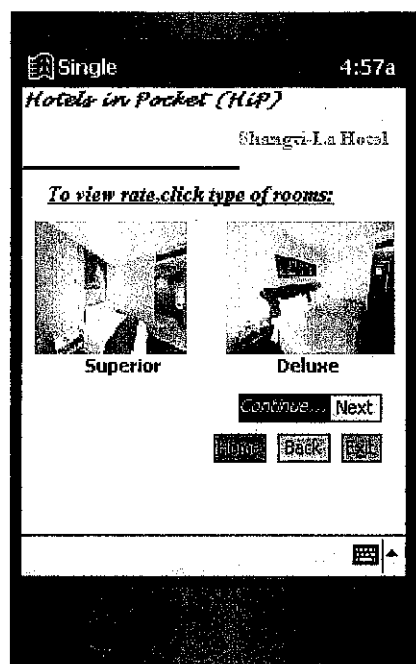 Single 4:57a
Hotels in Pocket (HiP)
Shangri-La Hotel
To view rate,click type of rooms:
Superior Deluxe
Continue... Next
Home Back Exit